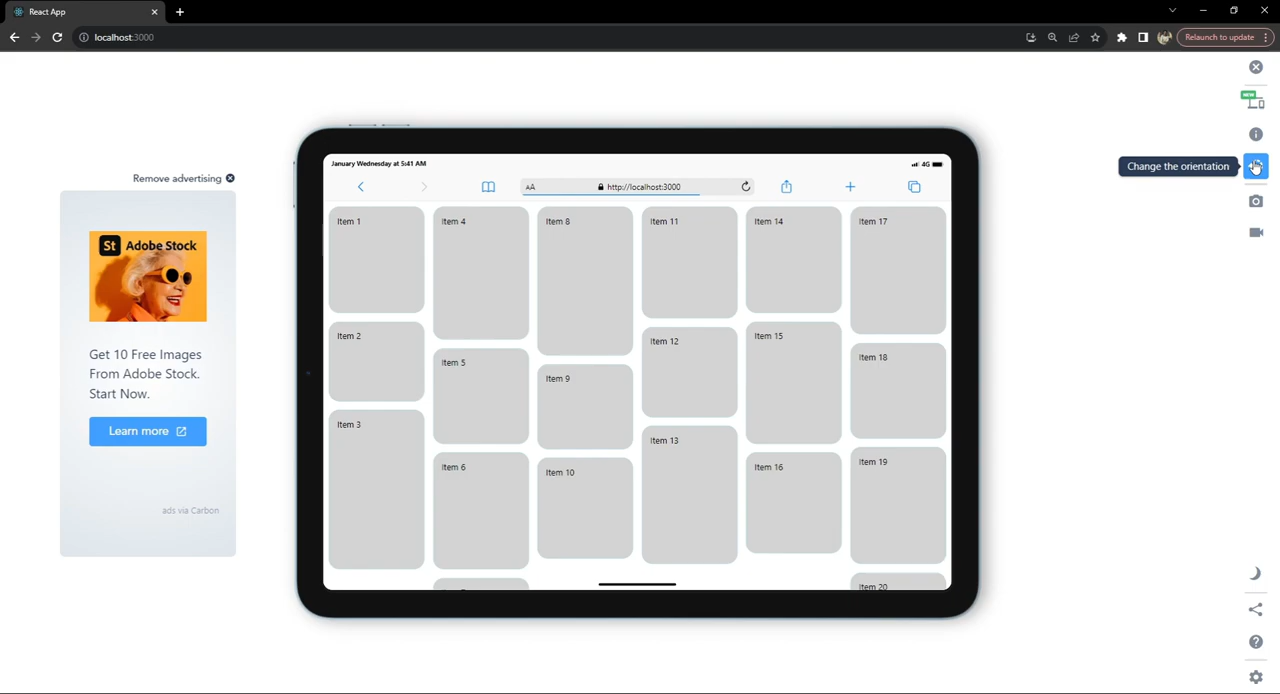 React App
localhost:3000
Relaunch to update
NEW
Change the orientation
Remove advertising
St Adobe Stock
Get 10 Free Images
From Adobe Stock.
Start Now.
Learn more
ads via Carbon
January Wednesday at 5:41 AM
4G
AA
http://localhost:3000
Item 1
Item 2
Item 3
Item 4
Item 5
Item 6
Item 8
Item 9
Item 10
Item 11
Item 12
Item 13
Item 14
Item 15
Item 16
Item 17
Item 18
Item 19
Item 20